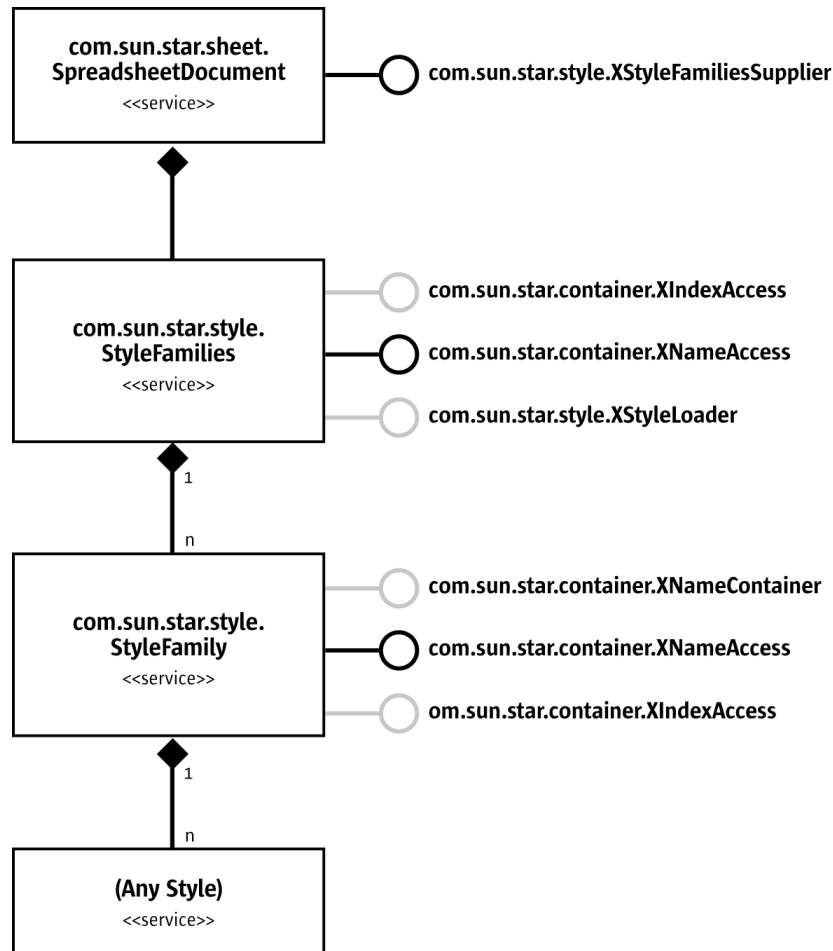 com.sun.star.sheet.
SpreadsheetDocument
<<service>>
com.sun.star.style.XStyleFamiliesSupplier
com.sun.star.style.
StyleFamilies
<<service>>
com.sun.star.container.XIndexAccess
com.sun.star.container.XNameAccess
com.sun.star.style.XStyleLoader
1
n
com.sun.star.style.
StyleFamily
<<service>>
com.sun.star.container.XNameContainer
com.sun.star.container.XNameAccess
om.sun.star.container.XIndexAccess
1
n
(Any Style)
<<service>>